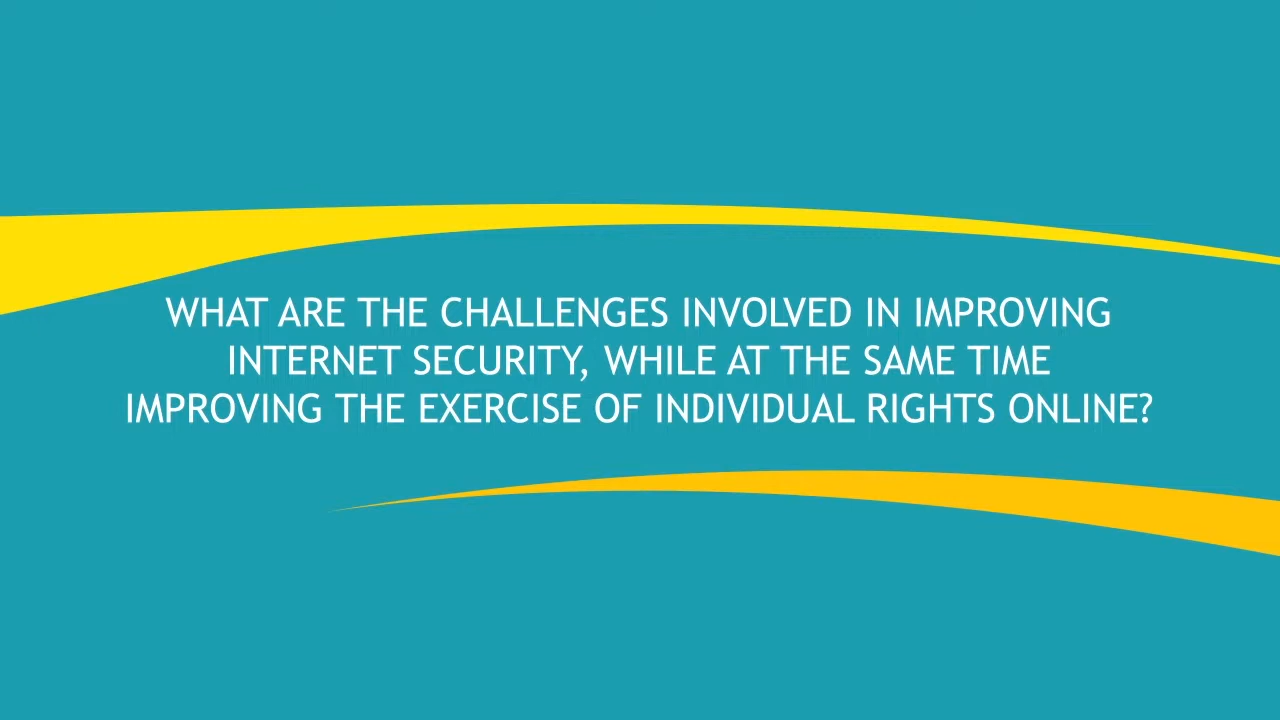 WHAT ARE THE CHALLENGES INVOLVED IN IMPROVING
INTERNET SECURITY, WHILE AT THE SAME TIME
IMPROVING THE EXERCISE OF INDIVIDUAL RIGHTS ONLINE?